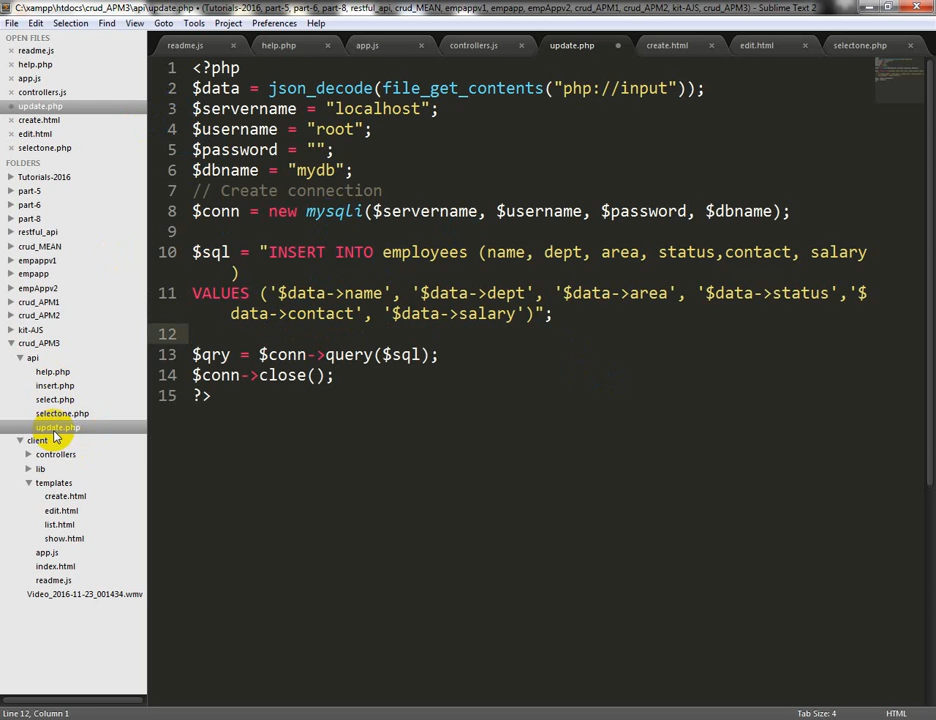 C:\xampp\htdocs\crud_APM3\api\update.php • (Tutorials-2016, part-5, part-6, part-8, restful_api, crud_MEAN, empappv1, empapp, empAppv2, crud_APM1, crud_APM2, kit-AJS, crud_APM3) - Sublime Text 2
File Edit Selection Find View Goto Tools Project Preferences Help
OPEN FILES
readme.js
help.php
app.js
controllers.js
update.php
create.html
edit.html
selectone.php
FOLDERS
Tutorials-2016
part-5
part-6
part-8
restful_api
crud_MEAN
empappv1
empapp
empAppv2
crud_APM1
crud_APM2
kit-AJS
crud_APM3
api
help.php
insert.php
select.php
selectone.php
update.php
client
controllers
lib
templates
create.html
edit.html
list.html
show.html
app.js
index.html
readme.js
Video_2016-11-23_001434.wmv
readme.js help.php app.js controllers.js update.php create.html edit.html selectone.php
1 <?php
2 $data = json_decode(file_get_contents("php://input"));
3 $servername = "localhost";
4 $username = "root";
5 $password = "";
6 $dbname = "mydb";
7 // Create connection
8 $conn = new mysqli($servername, $username, $password, $dbname);
9
10 $sql = "INSERT INTO employees (name, dept, area, status,contact, salary
)
11 VALUES ('$data->name', '$data->dept', '$data->area', '$data->status','$
data->contact', '$data->salary')";
12
13 $qry = $conn->query($sql);
14 $conn->close();
15 ?>
Line 12, Column 1 Tab Size: 4 HTML